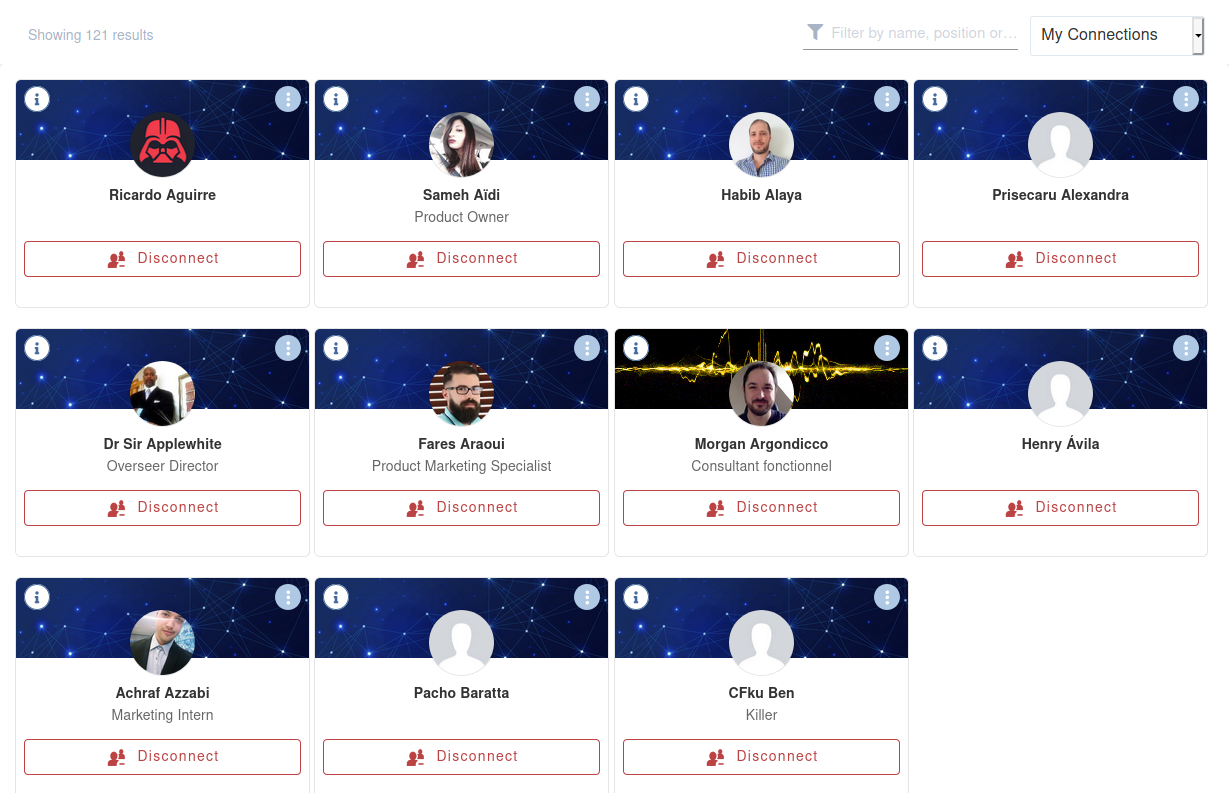 Showing 121 results
Filter by name, position or...
My Connections
Ricardo Aguirre
Disconnect
Sameh Aïdi
Product Owner
Disconnect
Habib Alaya
Disconnect
Prisecaru Alexandra
Disconnect
Dr Sir Applewhite
Overseer Director
Disconnect
Fares Araoui
Product Marketing Specialist
Disconnect
Morgan Argondicco
Consultant fonctionnel
Disconnect
Henry Ávila
Disconnect
Achraf Azzabi
Marketing Intern
Disconnect
Pacho Baratta
Disconnect
CFku Ben
Killer
Disconnect